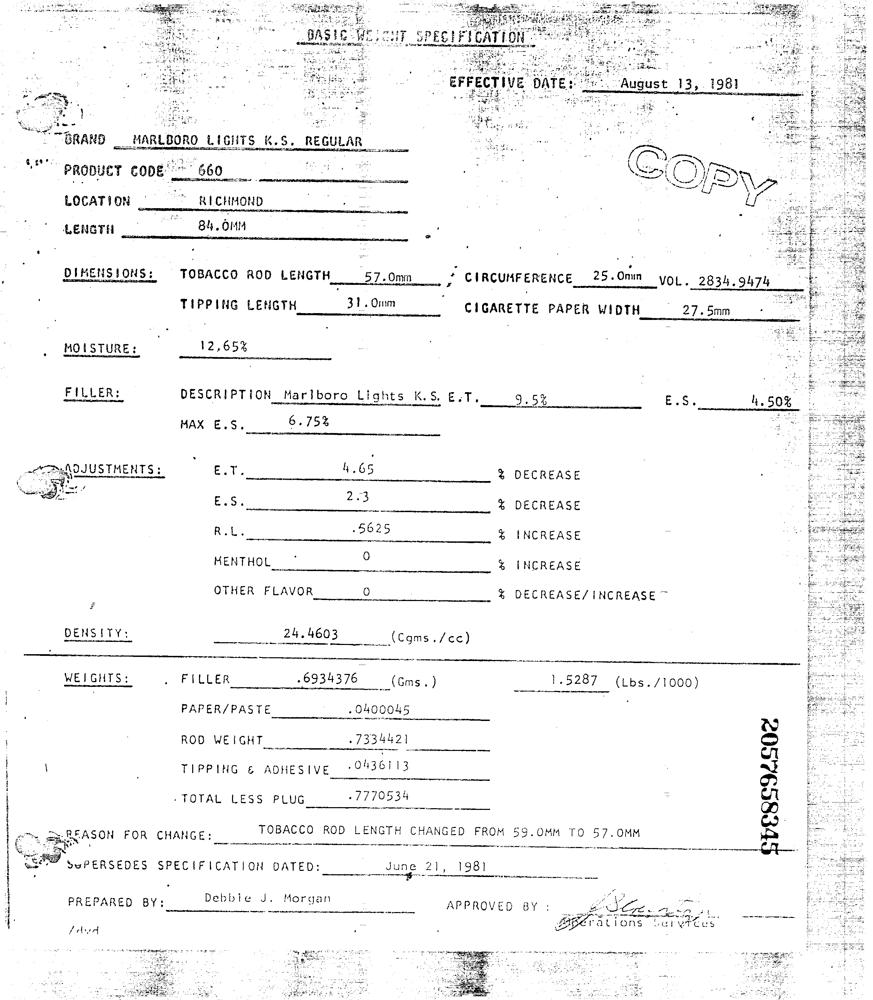 BASIC WEIGHT SPECIFICATION
EFFECTIVE DATE: August 13, 1981
BRAND MARLBORO LIGHTS K.S. REGULAR
COPY
PRODUCT CODE 660
LOCATION RICHMOND
LENGTH 84.0MM
DIMENSIONS: TOBACCO ROD LENGTH 57.0mm CIRCUMFERENCE 25.0mm VOL. 2834.9474
TIPPING LENGTH 31.0mm CIGARETTE PAPER WIDTH 27.5mm
MOISTURE: 12.65%
FILLER: DESCRIPTION Marlboro Lights K.S. E.T. 9.5% E.S. 4.50%
MAX E.S. 6.75%
ADJUSTMENTS: E.T. 4.65 % DECREASE
E.S. 2.3 % DECREASE
R.L. .5625 % INCREASE
MENTHOL 0 % INCREASE
OTHER FLAVOR 0 % DECREASE/INCREASE
DENSITY: 24.4603 (Cgms./cc)
WEIGHTS: FILLER .6934376 (Gms.) 1.5287 (Lbs./1000)
PAPER/PASTE .0400045
ROD WEIGHT .7334421
TIPPING & ADHESIVE .0436113
TOTAL LESS PLUG .7770534
2057658345
REASON FOR CHANGE: TOBACCO ROD LENGTH CHANGED FROM 59.0MM TO 57.0MM
SUPERSEDES SPECIFICATION DATED: June 21, 1981
PREPARED BY: Debbie J. Morgan APPROVED BY:
Operations Services
/dvd